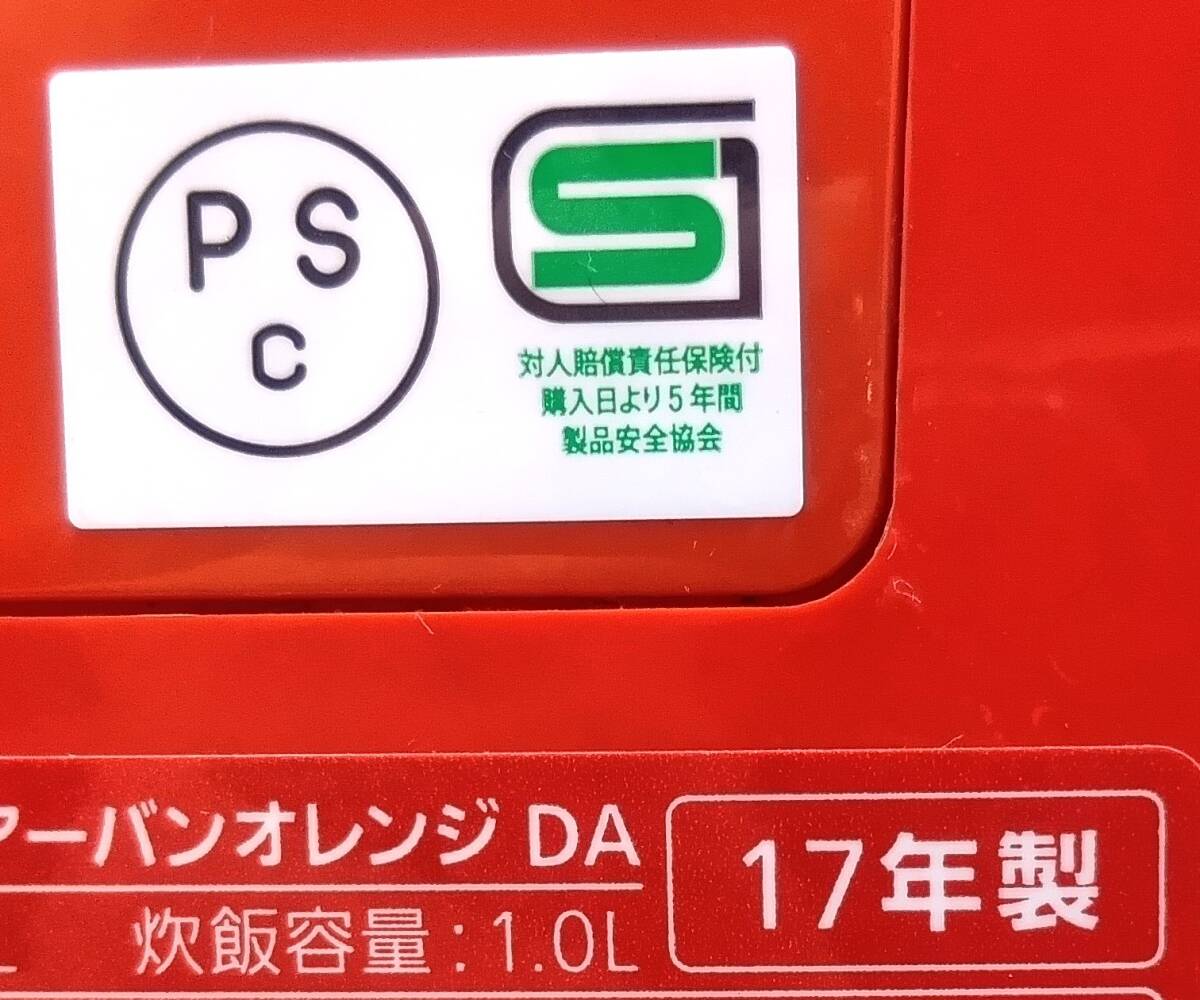 P S
C
S
対人賠償責任保険付
購入日より5年間
製品安全協会
アーバンオレンジ DA
17年製
炊飯容量:1.0L